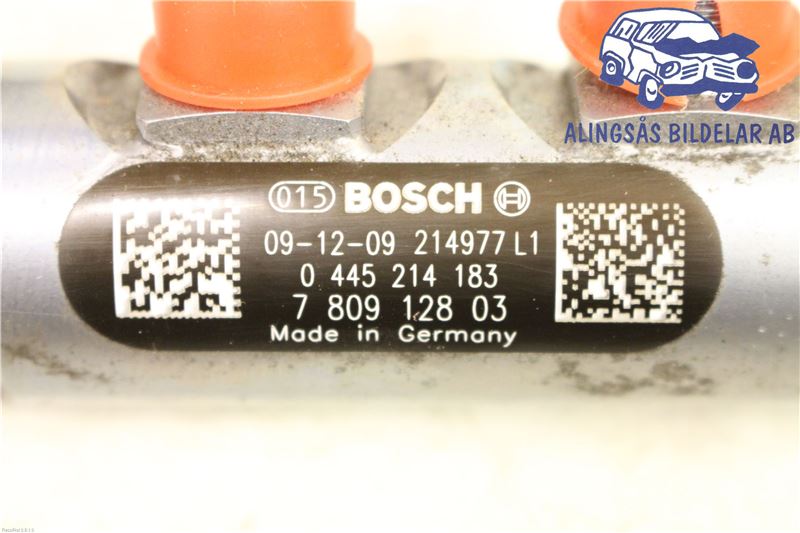 ALINGSÅS BILDELAR AB
015 BOSCH
09-12-09 214977 L1
0 445 214 183
7 809 128 03
Made in Germany